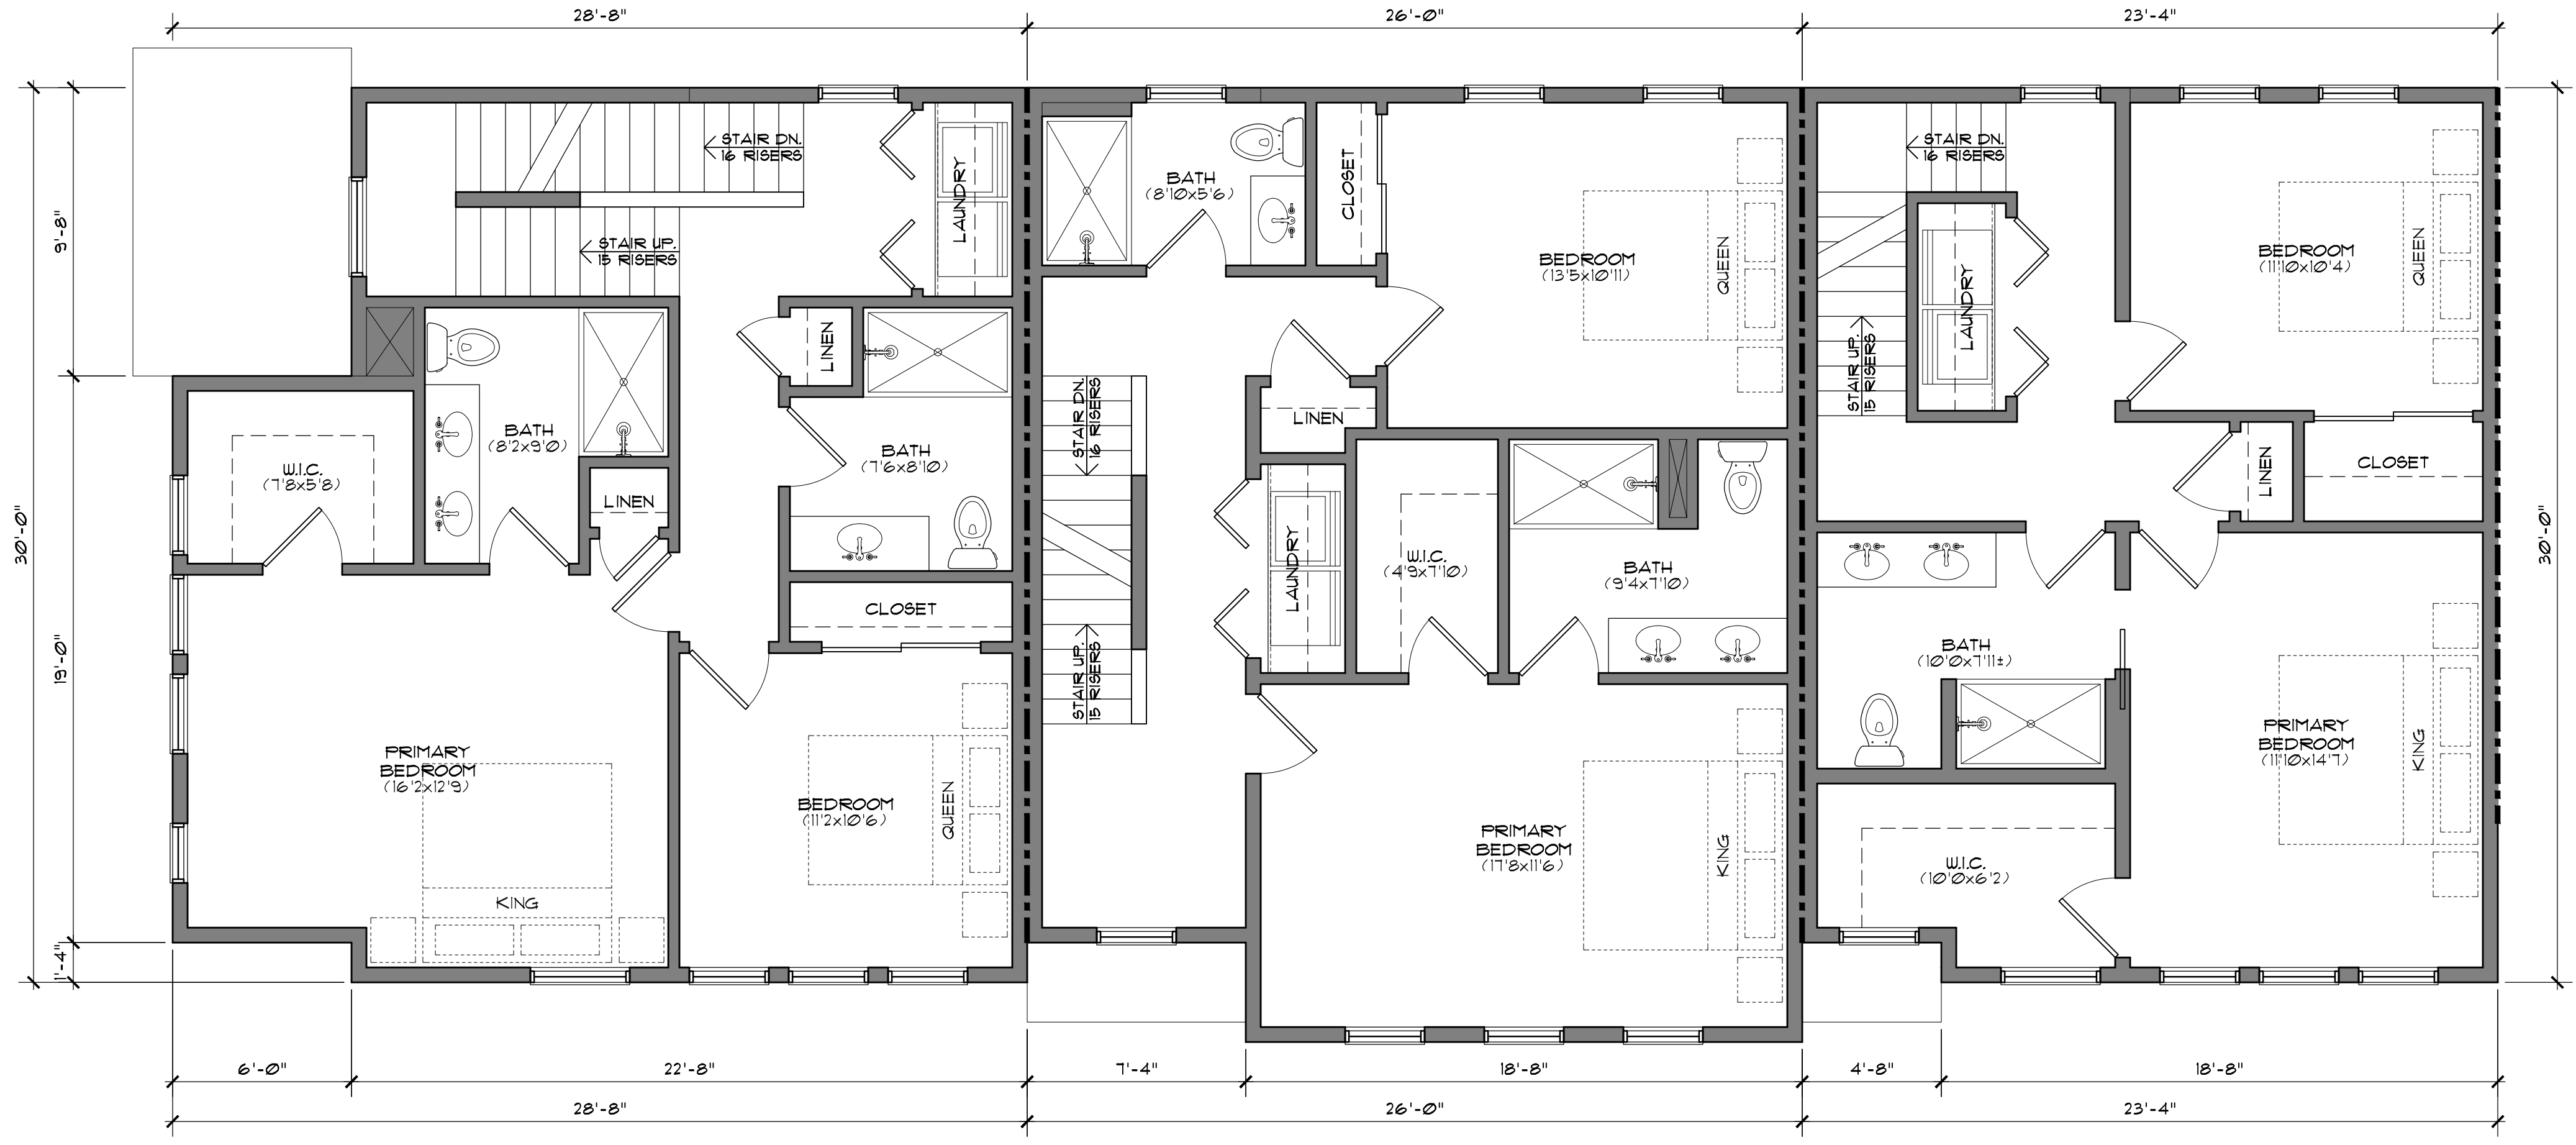 28'-8"
26'-0"
23'-4"
30'-0"
9'-8"
19'-0"
1'-4"
STAIR DN.
16 RISERS
STAIR UP.
15 RISERS
LAUNDRY
W.I.C.
(7'8x5'8)
BATH
(8'2x9'0)
LINEN
LINEN
BATH
(7'6x8'10)
CLOSET
PRIMARY
BEDROOM
(16'2x12'9)
KING
BEDROOM
(11'2x10'6)
QUEEN
BATH
(8'10x5'6)
CLOSET
BEDROOM
(13'5x10'11)
QUEEN
STAIR DN.
16 RISERS
STAIR UP.
15 RISERS
LINEN
LAUNDRY
W.I.C.
(4'9x7'10)
BATH
(9'4x7'10)
PRIMARY
BEDROOM
(17'8x11'6)
KING
STAIR DN.
16 RISERS
STAIR UP.
15 RISERS
LAUNDRY
BEDROOM
(11'10x10'4)
QUEEN
LINEN
CLOSET
BATH
(10'0x7'11±)
PRIMARY
BEDROOM
(11'10x14'7)
KING
W.I.C.
(10'0x6'2)
30'-0"
6'-0"
22'-8"
7'-4"
18'-8"
4'-8"
18'-8"
28'-8"
26'-0"
23'-4"